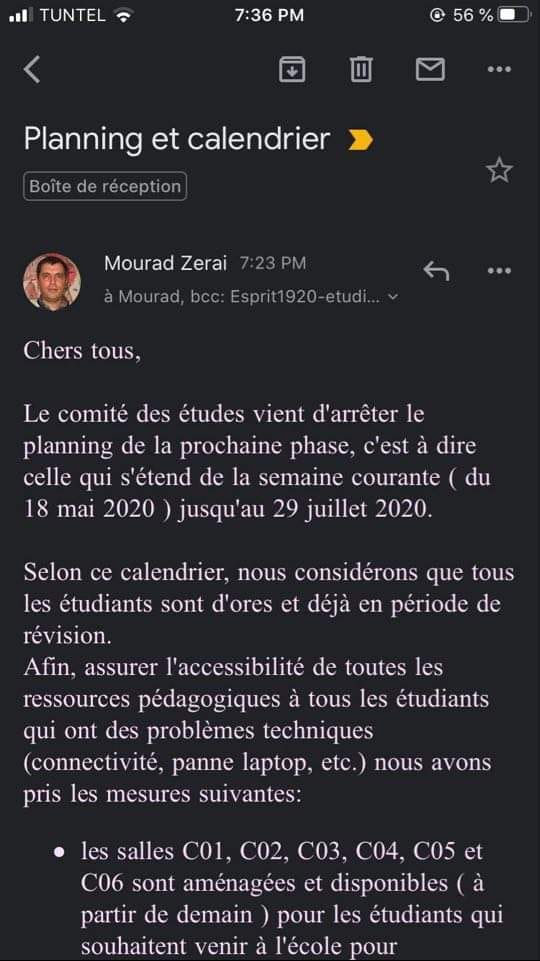 TUNTEL 7:36 PM 56 %
Planning et calendrier
Boîte de réception
Mourad Zerai 7:23 PM
à Mourad, bcc: Esprit1920-etudi...
Chers tous,
Le comité des études vient d'arrêter le
planning de la prochaine phase, c'est à dire
celle qui s'étend de la semaine courante ( du
18 mai 2020 ) jusqu'au 29 juillet 2020.
Selon ce calendrier, nous considérons que tous
les étudiants sont d'ores et déjà en période de
révision.
Afin, assurer l'accessibilité de toutes les
ressources pédagogiques à tous les étudiants
qui ont des problèmes techniques
(connectivité, panne laptop, etc.) nous avons
pris les mesures suivantes:
• les salles C01, C02, C03, C04, C05 et
C06 sont aménagées et disponibles ( à
partir de demain ) pour les étudiants qui
souhaitent venir à l'école pour